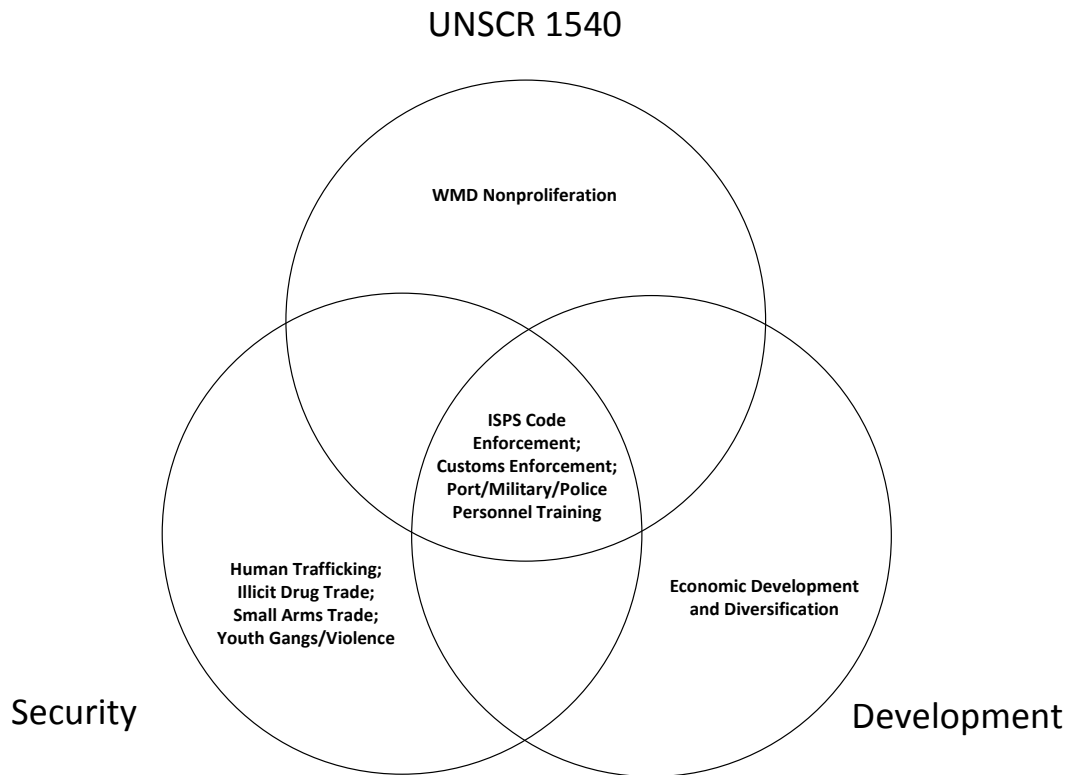 UNSCR 1540
WMD Nonproliferation
ISPS Code
Enforcement;
Customs Enforcement;
Port/Military/Police
Personnel Training
Human Trafficking;
Illicit Drug Trade;
Small Arms Trade;
Youth Gangs/Violence
Economic Development
and Diversification
Security
Development